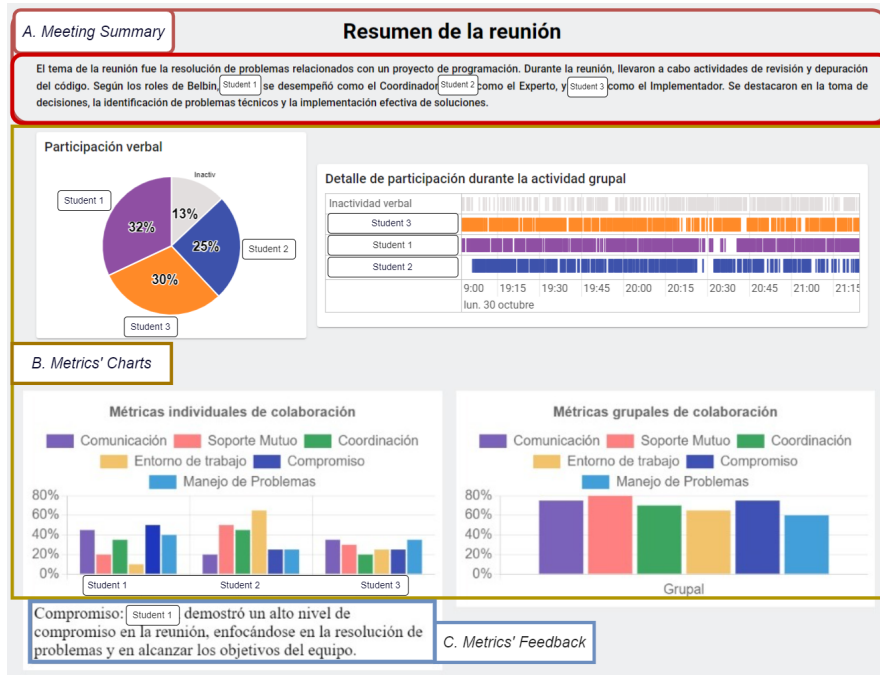 A. Meeting Summary
Resumen de la reunión
El tema de la reunión fue la resolución de problemas relacionados con un proyecto de programación. Durante la reunión, llevaron a cabo actividades de revisión y depuración
del código. Según los roles de Belbin, Student 1 se desempeñó como el Coordinador Student 2 como el Experto, y Student 3 como el Implementador. Se destacaron en la toma de
decisiones, la identificación de problemas técnicos y la implementación efectiva de soluciones.
Participación verbal
Inactiv
Student 1
13%
32%
25%
Student 2
30%
Student 3
Detalle de participación durante la actividad grupal
Inactividad verbal
Student 3
Student 1
Student 2
9:00 19:15 19:30 19:45 20:00 20:15 20:30 20:45 21:00 21:15
lun. 30 octubre
B. Metrics' Charts
Métricas individuales de colaboración
Comunicación Soporte Mutuo Coordinación
Entorno de trabajo Compromiso
Manejo de Problemas
80%
60%
40%
20%
0%
Student 1 Student 2 Student 3
Métricas grupales de colaboración
Comunicación Soporte Mutuo Coordinación
Entorno de trabajo Compromiso
Manejo de Problemas
80%
60%
40%
20%
0%
Grupal
Compromiso: Student 1 demostró un alto nivel de
compromiso en la reunión, enfocándose en la resolución de
problemas y en alcanzar los objetivos del equipo.
C. Metrics' Feedback